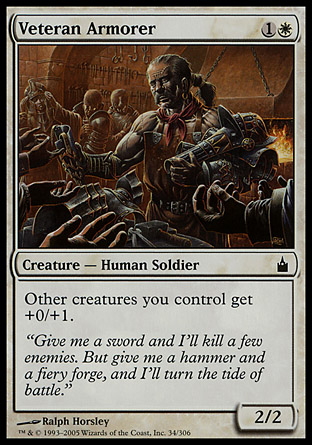 Veteran Armorer 1
Creature — Human Soldier
Other creatures you control get
+0/+1.
“Give me a sword and I’ll kill a few
enemies. But give me a hammer and
a fiery forge, and I’ll turn the tide of
battle.”
Ralph Horsley
™ & © 1993–2005 Wizards of the Coast, Inc. 34/306
2/2